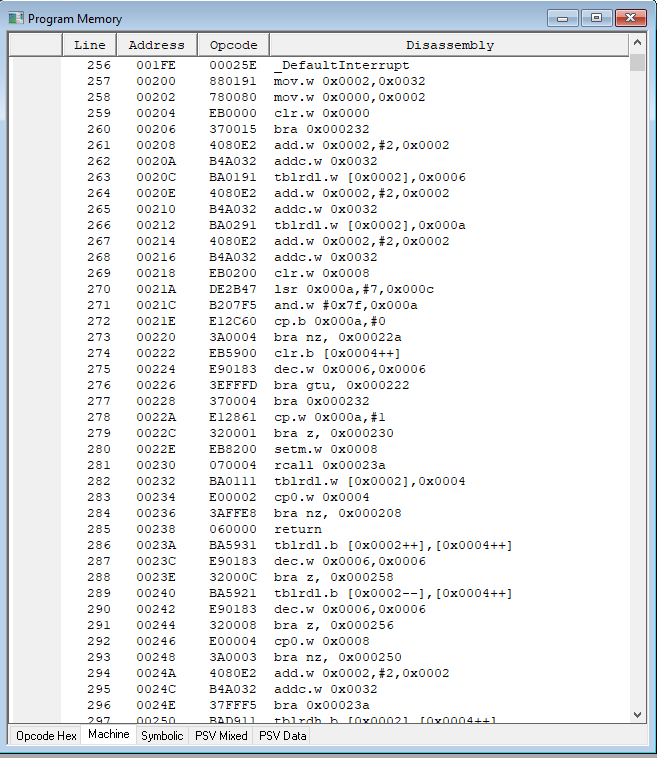 Program Memory
Line Address Opcode Disassembly
256 001FE 00025E _DefaultInterrupt
257 00200 880191 mov.w 0x0002,0x0032
258 00202 780080 mov.w 0x0000,0x0002
259 00204 EB0000 clr.w 0x0000
260 00206 370015 bra 0x000232
261 00208 4080E2 add.w 0x0002,#2,0x0002
262 0020A B4A032 addc.w 0x0032
263 0020C BA0191 tblrdl.w [0x0002],0x0006
264 0020E 4080E2 add.w 0x0002,#2,0x0002
265 00210 B4A032 addc.w 0x0032
266 00212 BA0291 tblrdl.w [0x0002],0x000a
267 00214 4080E2 add.w 0x0002,#2,0x0002
268 00216 B4A032 addc.w 0x0032
269 00218 EB0200 clr.w 0x0008
270 0021A DE2B47 lsr 0x000a,#7,0x000c
271 0021C B207F5 and.w #0x7f,0x000a
272 0021E E12C60 cp.b 0x000a,#0
273 00220 3A0004 bra nz, 0x00022a
274 00222 EB5900 clr.b [0x0004++]
275 00224 E90183 dec.w 0x0006,0x0006
276 00226 3EFFFD bra gtu, 0x000222
277 00228 370004 bra 0x000232
278 0022A E12861 cp.w 0x000a,#1
279 0022C 320001 bra z, 0x000230
280 0022E EB8200 setm.w 0x0008
281 00230 070004 rcall 0x00023a
282 00232 BA0111 tblrdl.w [0x0002],0x0004
283 00234 E00002 cp0.w 0x0004
284 00236 3AFFE8 bra nz, 0x000208
285 00238 060000 return
286 0023A BA5931 tblrdl.b [0x0002++],[0x0004++]
287 0023C E90183 dec.w 0x0006,0x0006
288 0023E 32000C bra z, 0x000258
289 00240 BA5921 tblrdl.b [0x0002--],[0x0004++]
290 00242 E90183 dec.w 0x0006,0x0006
291 00244 320008 bra z, 0x000256
292 00246 E00004 cp0.w 0x0008
293 00248 3A0003 bra nz, 0x000250
294 0024A 4080E2 add.w 0x0002,#2,0x0002
295 0024C B4A032 addc.w 0x0032
296 0024E 37FFF5 bra 0x00023a
297 00250 BAD911 tblrdh.b [0x0002],[0x0004++]
Opcode Hex Machine Symbolic PSV Mixed PSV Data